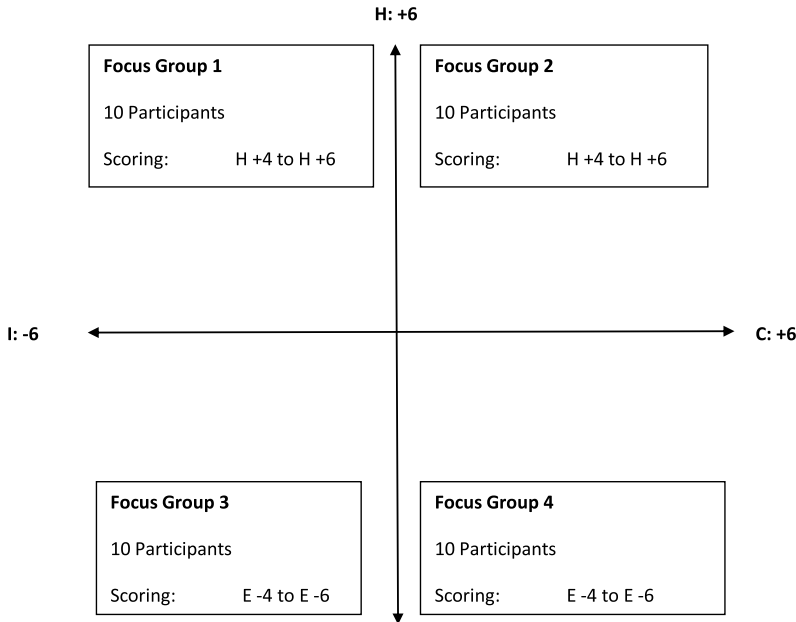 H: +6
Focus Group 1
10 Participants
Scoring: H +4 to H +6
Focus Group 2
10 Participants
Scoring: H +4 to H +6
I: -6
C: +6
Focus Group 3
10 Participants
Scoring: E -4 to E -6
Focus Group 4
10 Participants
Scoring: E -4 to E -6